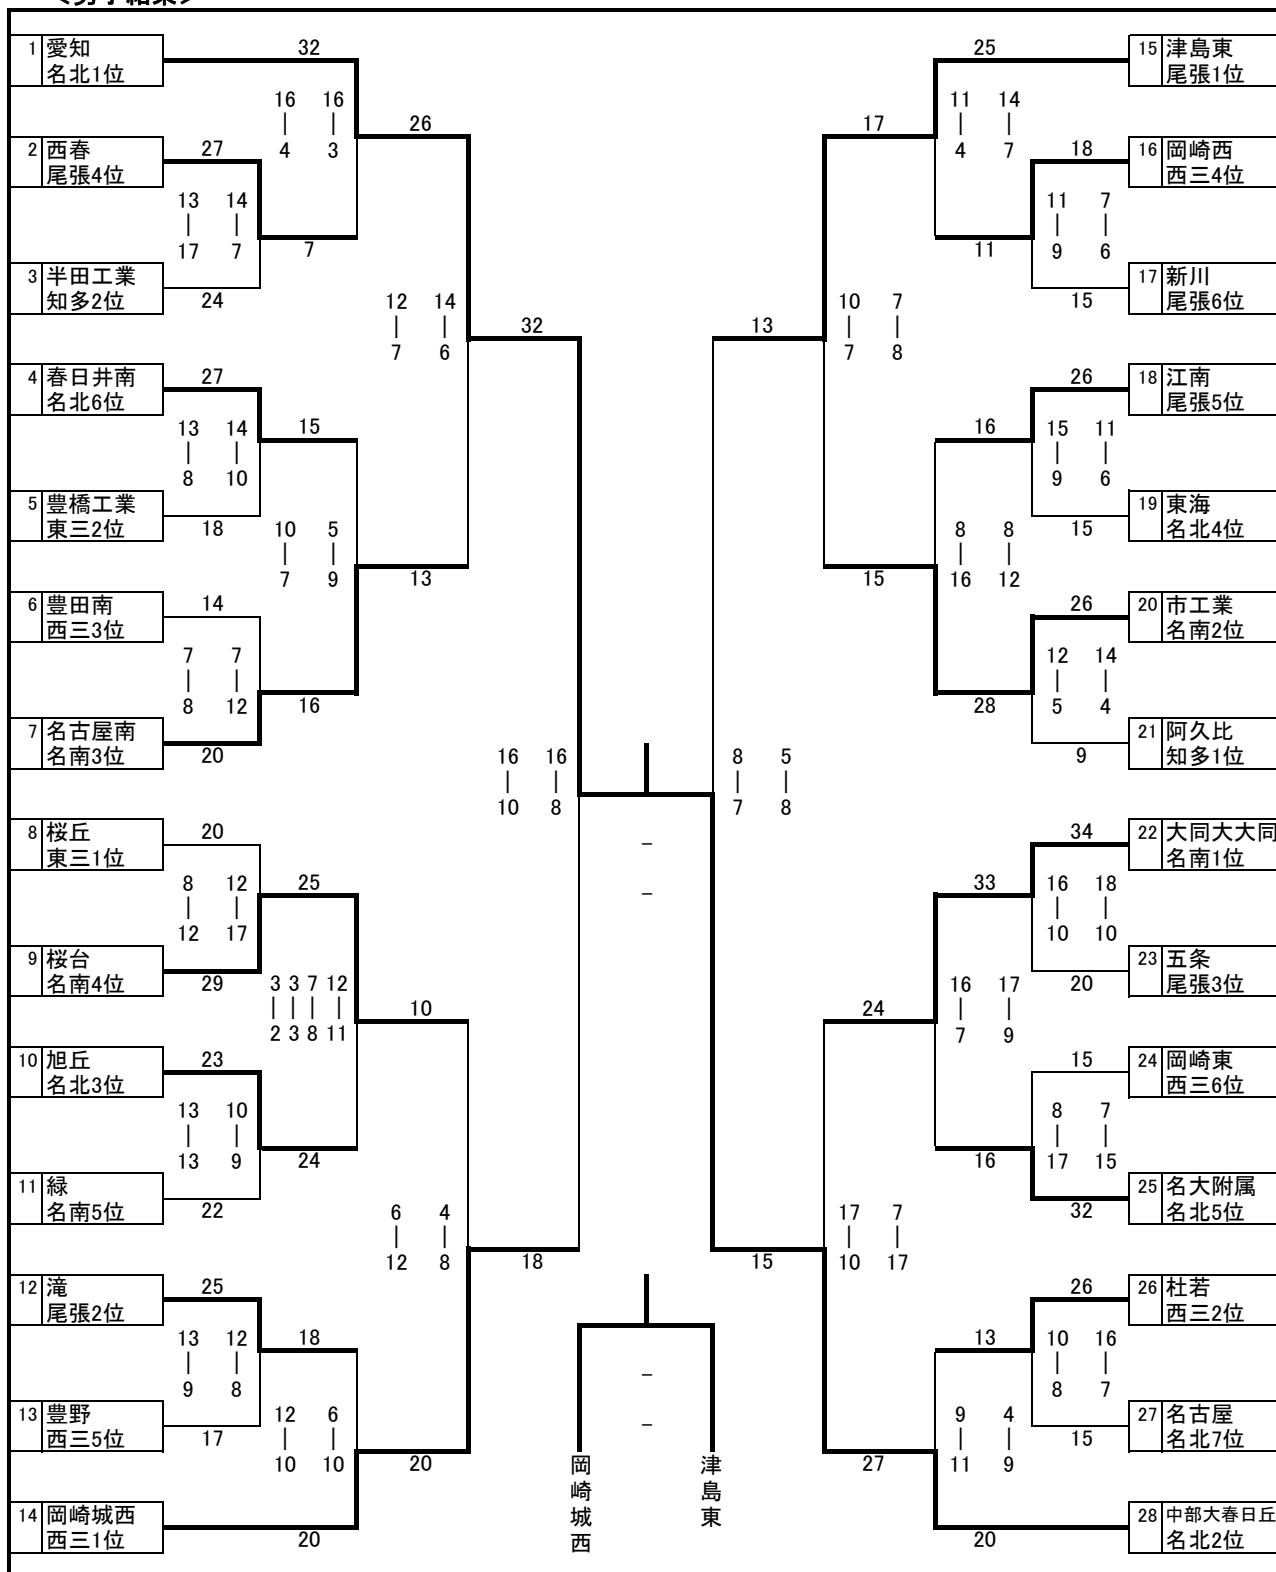 1 愛知
名北1位
2 西春
尾張4位
3 半田工業
知多2位
4 春日井南
名北6位
5 豊橋工業
東三2位
6 豊田南
西三3位
7 名古屋南
名南3位
8 桜丘
東三1位
9 桜台
名南4位
10 旭丘
名北3位
11 緑
名南5位
12 滝
尾張2位
13 豊野
西三5位
14 岡崎城西
西三1位
32
16 16
| |
4 3
27
13 14
| |
17 7
24
7
26
27
13 14
| |
8 10
18
15
10 5
| |
7 9
14
7 7
| |
8 12
20
16
13
12 14
| |
7 6
32
20
8 12
| |
12 17
29
25
3 3 7 12
| | | |
2 3 8 11
23
13 10
| |
13 9
22
24
10
6 4
| |
12 8
25
13 12
| |
9 8
17
18
12 6
| |
10 10
20
20
18
16 16
| |
10 8
–
–
–
–
岡崎城西
津島東
8 5
| |
7 8
13
17
25
11 14
| |
4 7
18
11 7
| |
9 6
15
11
10 7
| |
7 8
26
15 11
| |
9 6
15
16
8 8
| |
16 12
26
12 14
| |
5 4
9
28
15
34
16 18
| |
10 10
20
33
16 17
| |
7 9
15
8 7
| |
17 15
32
16
24
17 7
| |
10 17
15
26
10 16
| |
8 7
15
13
9 4
| |
11 9
20
27
15 津島東
尾張1位
16 岡崎西
西三4位
17 新川
尾張6位
18 江南
尾張5位
19 東海
名北4位
20 市工業
名南2位
21 阿久比
知多1位
22 大同大大同
名南1位
23 五条
尾張3位
24 岡崎東
西三6位
25 名大附属
名北5位
26 杜若
西三2位
27 名古屋
名北7位
28 中部大春日丘
名北2位